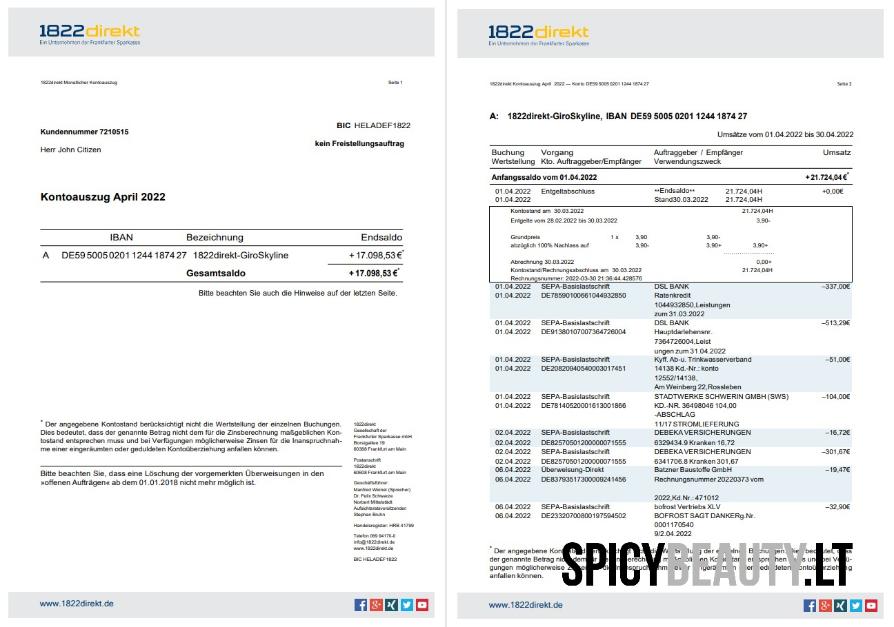 1822direkt
Ein Unternehmen der Frankfurter Sparkasse
1822direkt Monatlicher Kontoauszug Seite 1
BIC HELADEF1822
Kundennummer 7210515
kein Freistellungsauftrag
Herr John Citizen
Kontoauszug April 2022
IBAN Bezeichnung Endsaldo
A DE59 5005 0201 1244 1874 27 1822direkt-GiroSkyline + 17.098,53€*
Gesamtsaldo + 17.098,53€*
Bitte beachten Sie auch die Hinweise auf der letzten Seite.
* Der angegebene Kontostand berücksichtigt nicht die Wertstellung der einzelnen Buchungen.
Dies bedeutet, dass der genannte Betrag nicht dem für die Zinsberechnung maßgeblichen Kon-
tostand entsprechen muss und bei Verfügungen möglicherweise Zinsen für die Inanspruchnah-
me einer eingeräumten oder geduldeten Kontoüberziehung anfallen können.
Bitte beachten Sie, dass eine Löschung der vorgemerkten Überweisungen in den
»offenen Aufträgen« ab dem 01.01.2018 nicht mehr möglich ist.
1822direkt
Gesellschaft der
Frankfurter Sparkasse GmbH
Borsigallee 19
60388 Frankfurt am Main
Postanschrift
1822direkt
60608 Frankfurt am Main
Geschäftsführer:
Manfred Wiener (Sprecher)
Dr. Felix Schweize
Norbert Mittelstädt
Aufsichtsratsvorsitzender:
Stephan Bruhn
Handelsregister: HRB 41799
Telefon 069 94170-0
info@1822direkt.de
www.1822direkt.de
BIC HELADEF1822
www.1822direkt.de
1822direkt
Ein Unternehmen der Frankfurter Sparkasse
1822direkt Kontoauszug April 2022 — Konto DE59 5005 0201 1244 1874 27 Seite 2
A: 1822direkt-GiroSkyline, IBAN DE59 5005 0201 1244 1874 27
Umsätze vom 01.04.2022 bis 30.04.2022
Buchung Vorgang Auftraggeber / Empfänger Umsatz
Wertstellung Kto. Auftraggeber/Empfänger Verwendungszweck
Anfangssaldo vom 01.04.2022 +21.724,04€*
01.04.2022 Entgeltabschluss **Endsaldo** 21.724,04H +0,00€
01.04.2022 Stand30.03.2022 21.724,04H
Kontostand am 30.03.2022 21.724,04H
Entgelte vom 28.02.2022 bis 30.03.2022 3,90-
Grundpreis 1 x 3,90 3,90-
abzüglich 100% Nachlass auf 3,90- 3,90+ 3,90+
Abrechnung 30.03.2022 0,00+
Kontostand/Rechnungsabschluss am 30.03.2022 21.724,04H
Rechnungsnummer: 2022-03-30 21:36:44.428576
01.04.2022 SEPA-Basislastschrift DSL BANK –337,00€
01.04.2022 DE78590100661044932850 Ratenkredit
1044932850,Leistungen
zum 31.03.2022
01.04.2022 SEPA-Basislastschrift DSL BANK –513,29€
01.04.2022 DE91380107007364726004 Hauptdarlehensnr.
7364726004,Leist
ungen zum 31.04.2022
01.04.2022 SEPA-Basislastschrift Kyff. Ab-u. Trinkwasserverband –51,00€
01.04.2022 DE20820940540003017451 14138 Kd.-Nr.: konto
12552/14138,
Am Weinberg 22,Rossleben
01.04.2022 SEPA-Basislastschrift STADTWERKE SCHWERIN GMBH (SWS) –104,00€
01.04.2022 DE78140520001613001866 KD.-NR. 36498046 104,00
-ABSCHLAG
11/17 STROMLIEFERUNG
02.04.2022 SEPA-Basislastschrift DEBEKA VERSICHERUNGEN –16,72€
02.04.2022 DE82570501200000071555 6329434.9 Kranken 16,72
02.04.2022 SEPA-Basislastschrift DEBEKA VERSICHERUNGEN –301,67€
02.04.2022 DE82570501200000071555 6341706.8 Kranken 301,67
06.04.2022 Überweisung-Direkt Batzner Baustoffe GmbH –19,47€
06.04.2022 DE83793517300009241456 Rechnungsnummer 20220373 vom
2022,Kd.Nr.: 471012
06.04.2022 SEPA-Basislastschrift bofrost Vertriebs XLV –32,90€
06.04.2022 DE23320700800197594502 BOFROST SAGT DANKERg.Nr.
0001170540
9/2.04.2022
* Der angegebene
der genannte
gungen möglicherweise
anfallen können.
SPICYBEAUTY.LT
www.1822direkt.de